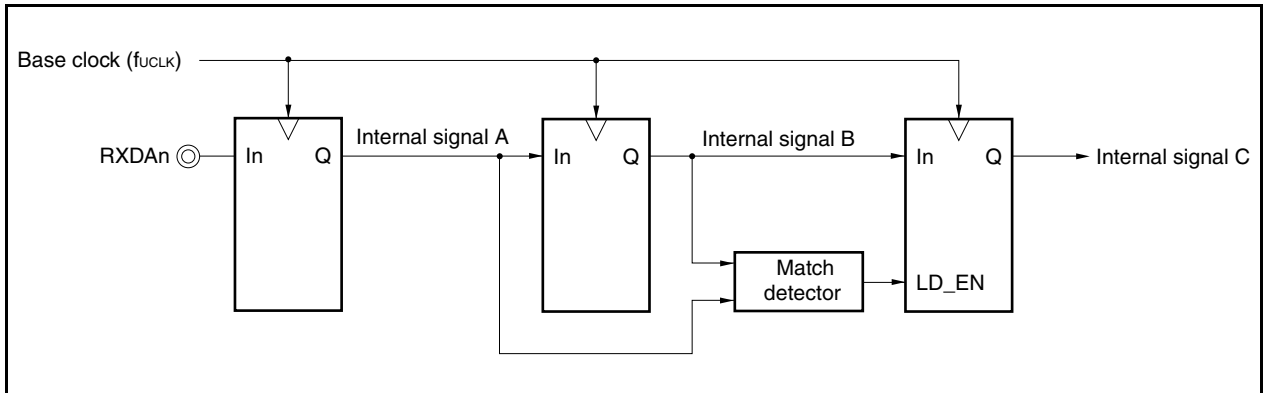 Base clock (fUCLK)
RXDAn
In
Q
Internal signal A
In
Q
Internal signal B
In
Q
Internal signal C
Match
detector
LD_EN